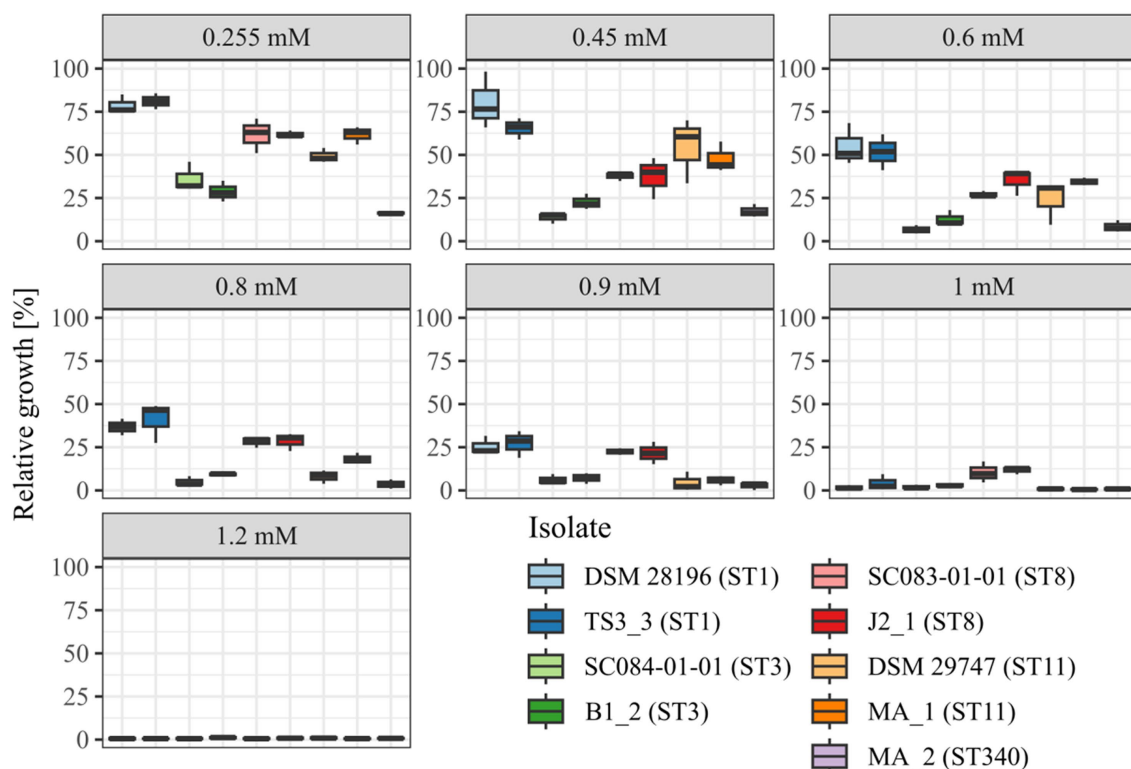 0.255 mM
0.45 mM
0.6 mM
100
75
50
25
0
100
75
50
25
0
100
75
50
25
0
0.8 mM
0.9 mM
1 mM
100
75
50
25
0
100
75
50
25
0
100
75
50
25
0
Relative growth [%]
1.2 mM
100
75
50
25
0
Isolate
DSM 28196 (ST1)
TS3_3 (ST1)
SC084-01-01 (ST3)
B1_2 (ST3)
SC083-01-01 (ST8)
J2_1 (ST8)
DSM 29747 (ST11)
MA_1 (ST11)
MA_2 (ST340)